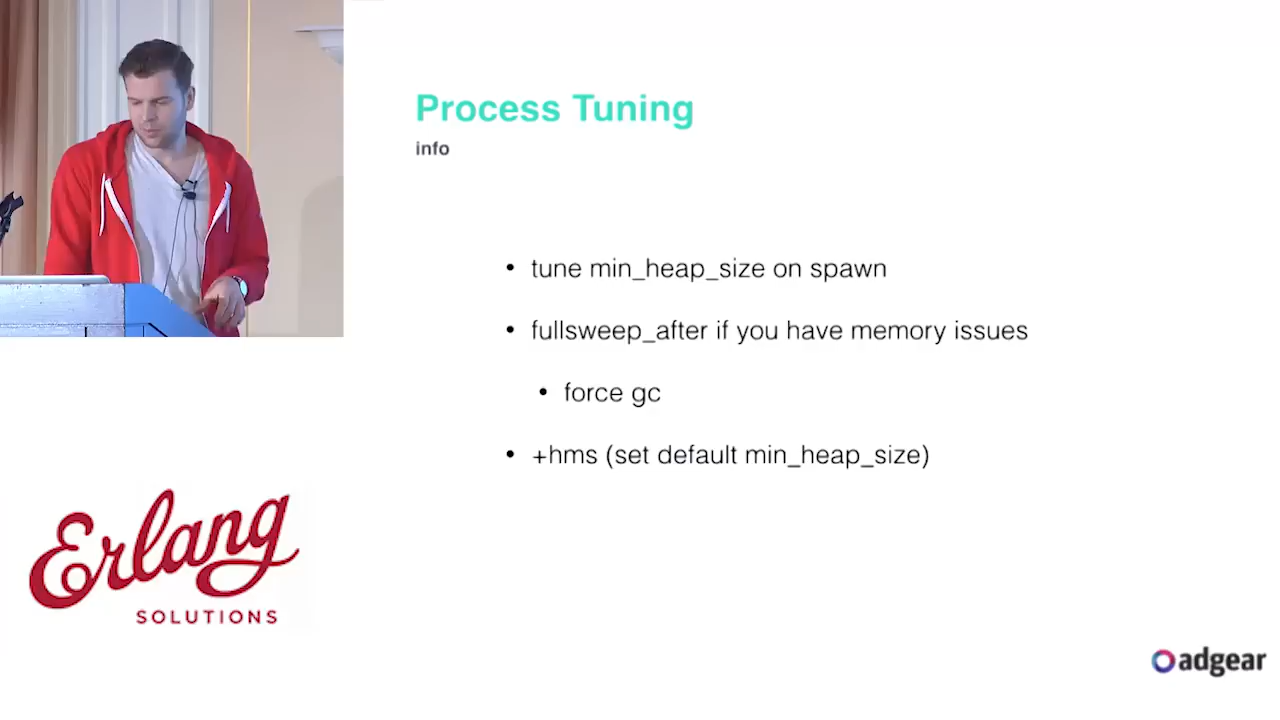 Process Tuning
info
• tune min_heap_size on spawn
• fullsweep_after if you have memory issues
• force gc
• +hms (set default min_heap_size)
Erlang
SOLUTIONS
adgear